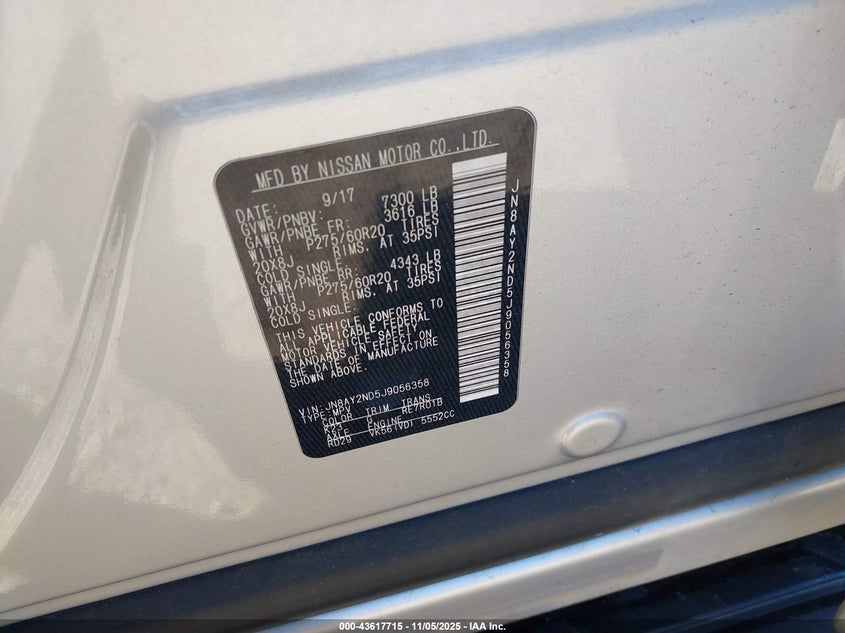 MFD BY NISSAN MOTOR CO.,LTD.
DATE: 9/17
GVWR/PNBV: 7300 LB
GAWR/PNBE FR: 3616 LB
WITH P275/60R20 TIRES
20X8J RIMS, AT 35PSI
COLD SINGLE.
GAWR/PNBE RR: 4343 LB
WITH P275/60R20 TIRES
20X8J RIMS, AT 35PSI
COLD SINGLE.
THIS VEHICLE CONFORMS TO
ALL APPLICABLE FEDERAL
MOTOR VEHICLE SAFETY
STANDARDS IN EFFECT ON
THE DATE OF MANUFACTURE
SHOWN ABOVE.
VIN: JN8AY2ND5J9056358
TYPE: MPV
COLOR TRIM TRANS
K23 G RE7R01B
AXLE ENGINE
RD29 VK56(VD) 5552CC
JN8AY2ND5J9056358
000-43617715 - 11/05/2025 - IAA Inc.